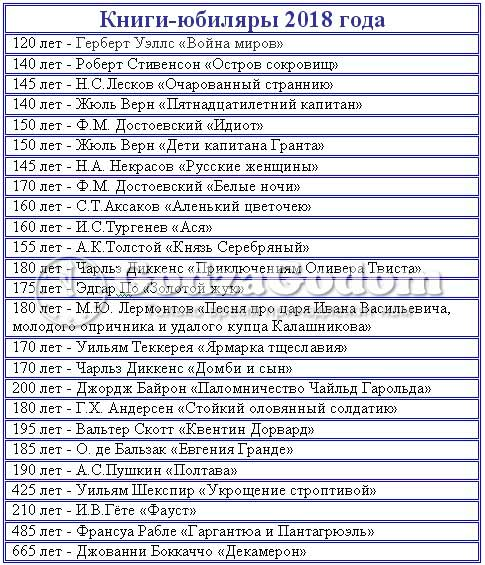 Книги-юбиляры 2018 года
120 лет - Герберт Уэллс «Война миров»
140 лет - Роберт Стивенсон «Остров сокровищ»
145 лет - Н.С.Лесков «Очарованный странник»
140 лет - Жюль Верн «Пятнадцатилетний капитан»
150 лет - Ф.М. Достоевский «Идиот»
150 лет - Жюль Верн «Дети капитана Гранта»
145 лет - Н.А. Некрасов «Русские женщины»
170 лет - Ф.М. Достоевский «Белые ночи»
160 лет - С.Т.Аксаков «Аленький цветочек»
160 лет - И.С.Тургенев «Ася»
155 лет - А.К.Толстой «Князь Серебряный»
180 лет - Чарльз Диккенс «Приключениям Оливера Твиста»
175 лет - Эдгар По «Золотой жук»
180 лет - М.Ю. Лермонтов «Песня про царя Ивана Васильевича,
молодого опричника и удалого купца Калашникова»
170 лет - Уильям Теккерея «Ярмарка тщеславия»
170 лет - Чарльз Диккенс «Домби и сын»
200 лет - Джордж Байрон «Паломничество Чайльд Гарольда»
180 лет - Г.Х. Андерсен «Стойкий оловянный солдатик»
195 лет - Вальтер Скотт «Квентин Дорвард»
185 лет - О. де Бальзак «Евгения Гранде»
190 лет - А.С.Пушкин «Полтава»
425 лет - Уильям Шекспир «Укрощение строптивой»
210 лет - И.В.Гёте «Фауст»
485 лет - Франсуа Рабле «Гаргантюа и Пантагрюэль»
665 лет - Джованни Боккаччо «Декамерон»